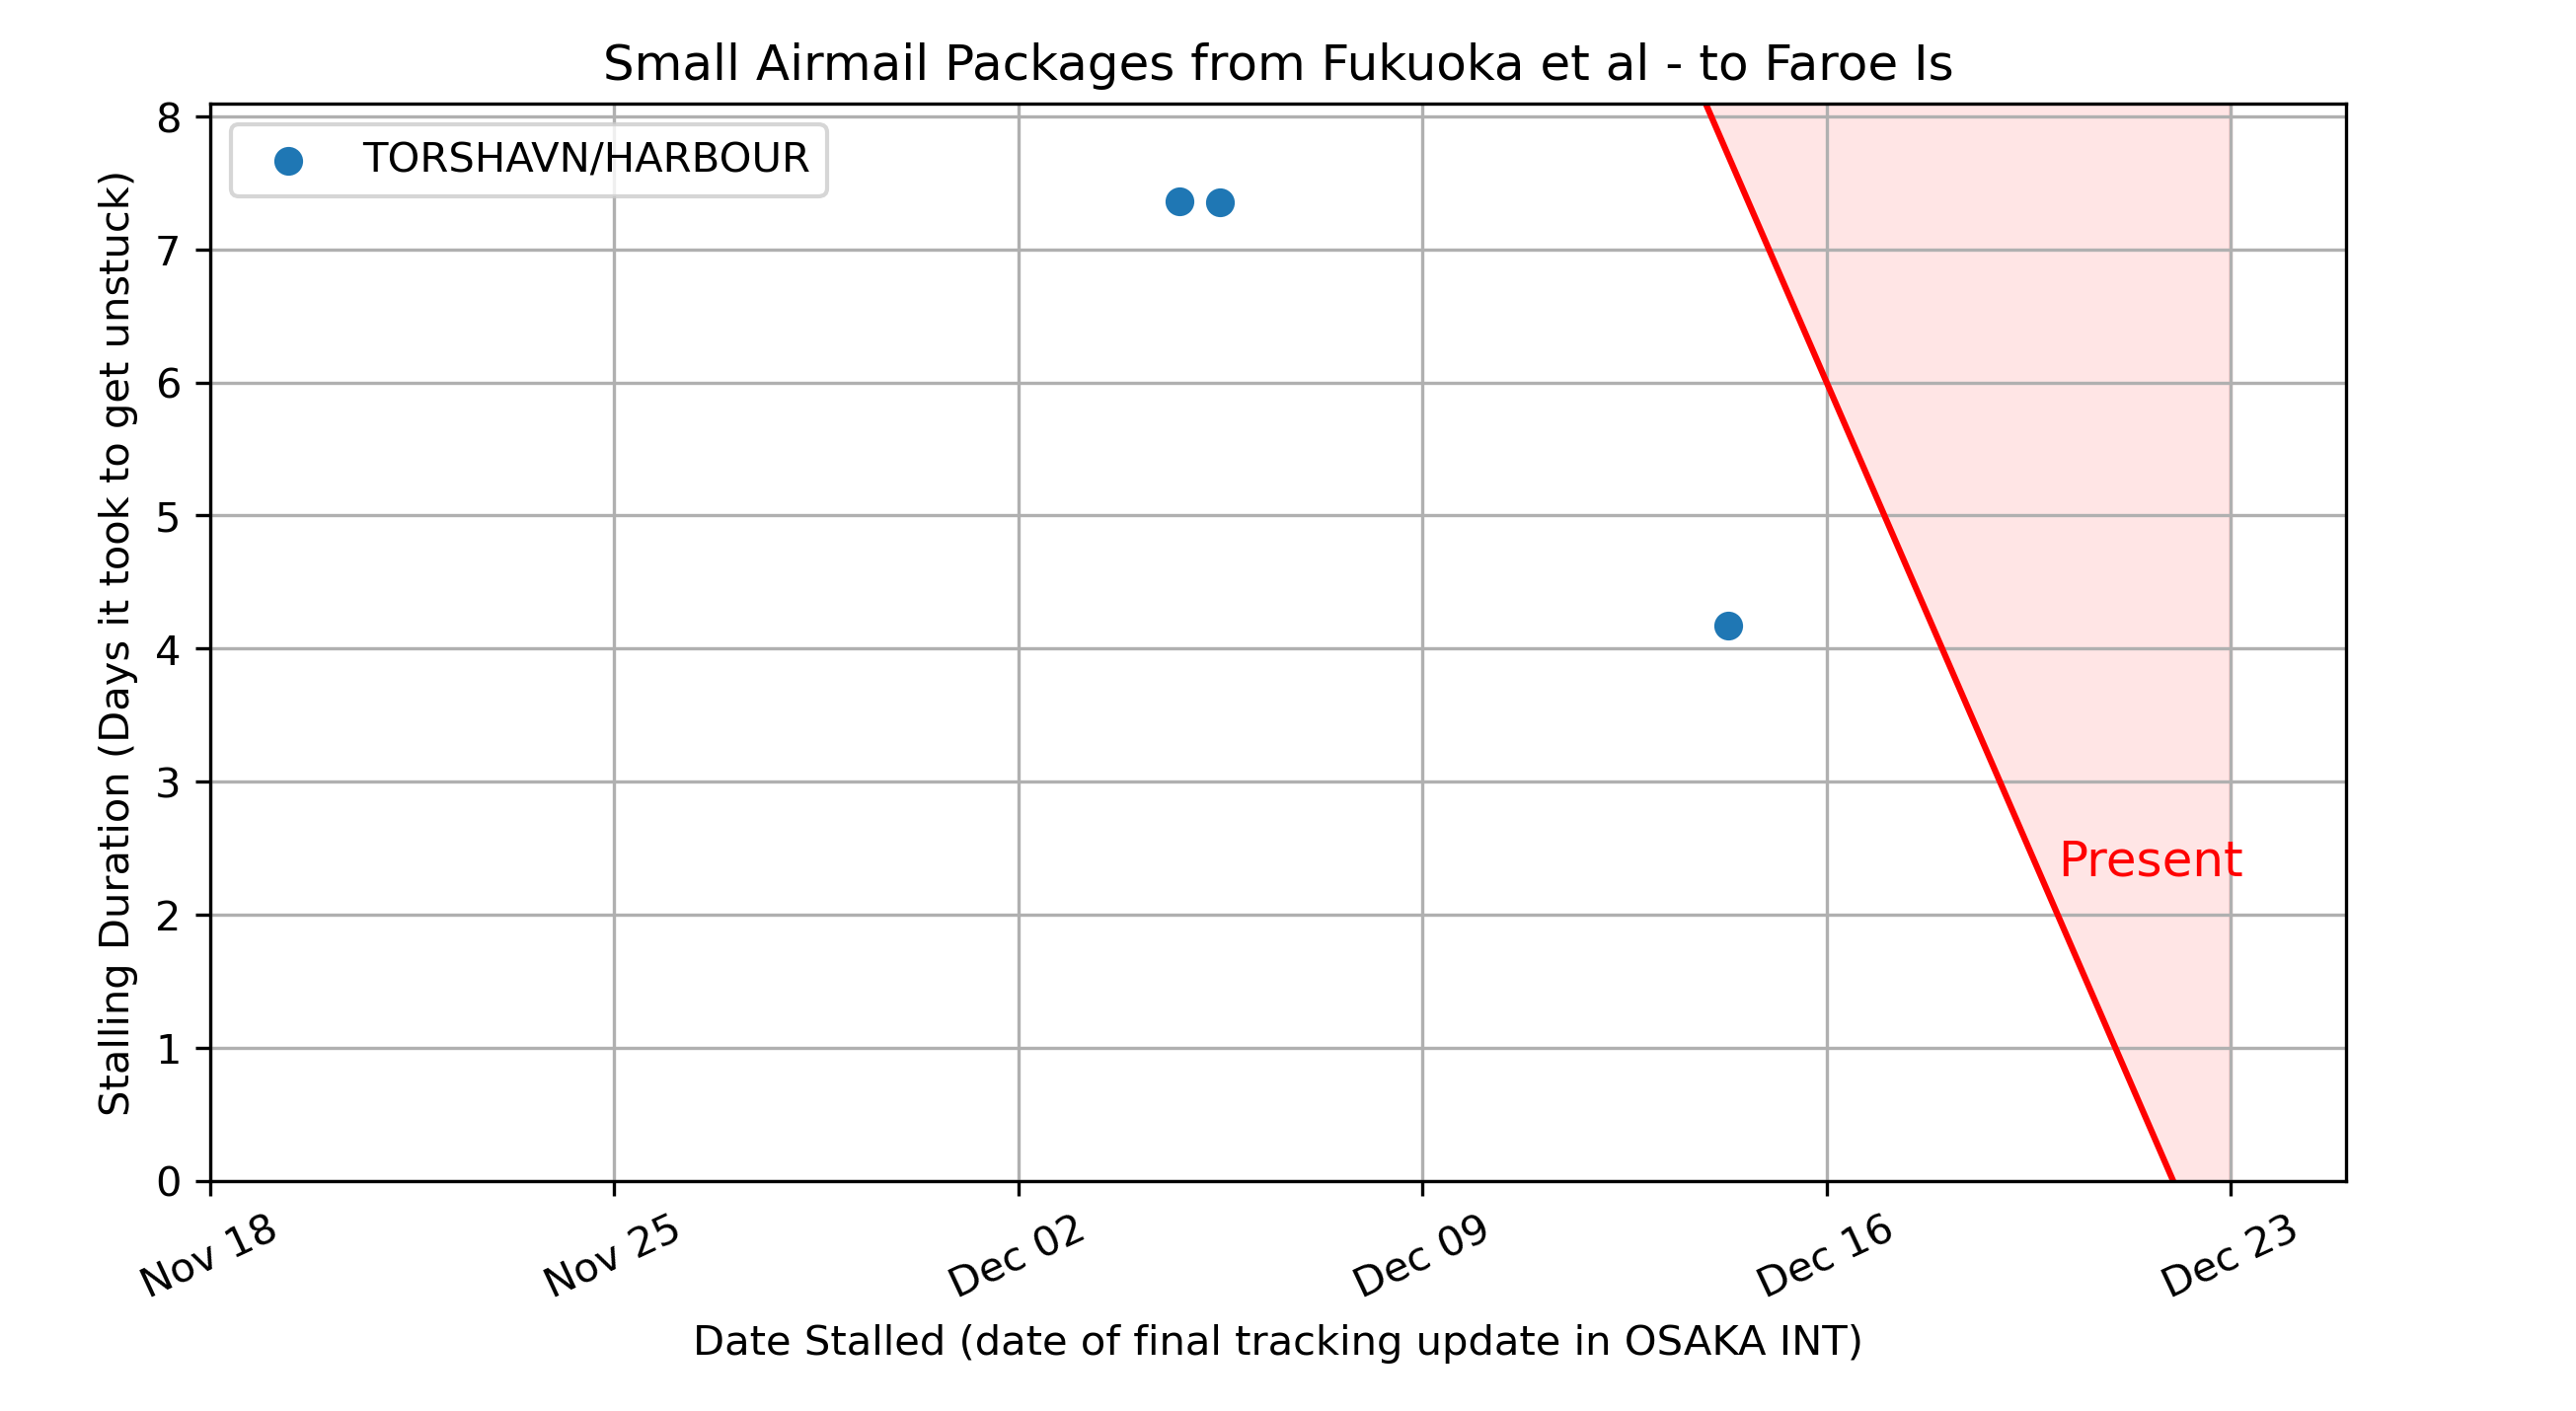 Small Airmail Packages from Fukuoka et al - to Faroe Is
TORSHAVN/HARBOUR
Stalling Duration (Days it took to get unstuck)
8
7
6
5
4
3
2
1
0
Present
Nov 18
Nov 25
Dec 02
Dec 09
Dec 16
Dec 23
Date Stalled (date of final tracking update in OSAKA INT)